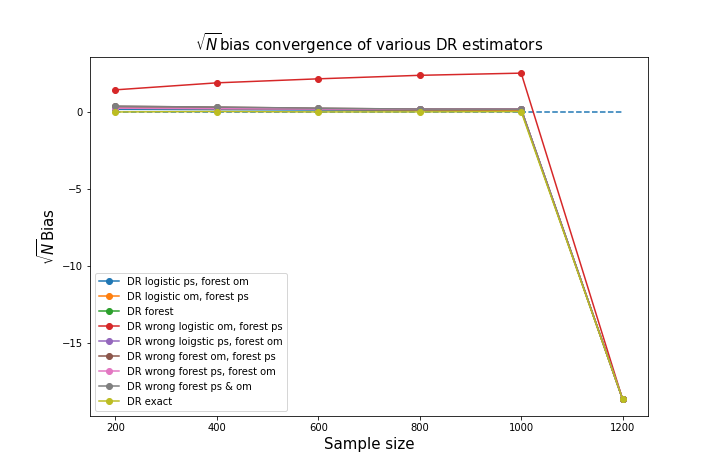 √N bias convergence of various DR estimators
√N Bias
0
−5
−10
−15
DR logistic ps, forest om
DR logistic om, forest ps
DR forest
DR wrong logistic om, forest ps
DR wrong loigstic ps, forest om
DR wrong forest om, forest ps
DR wrong forest ps, forest om
DR wrong forest ps & om
DR exact
200 400 600 800 1000 1200
Sample size